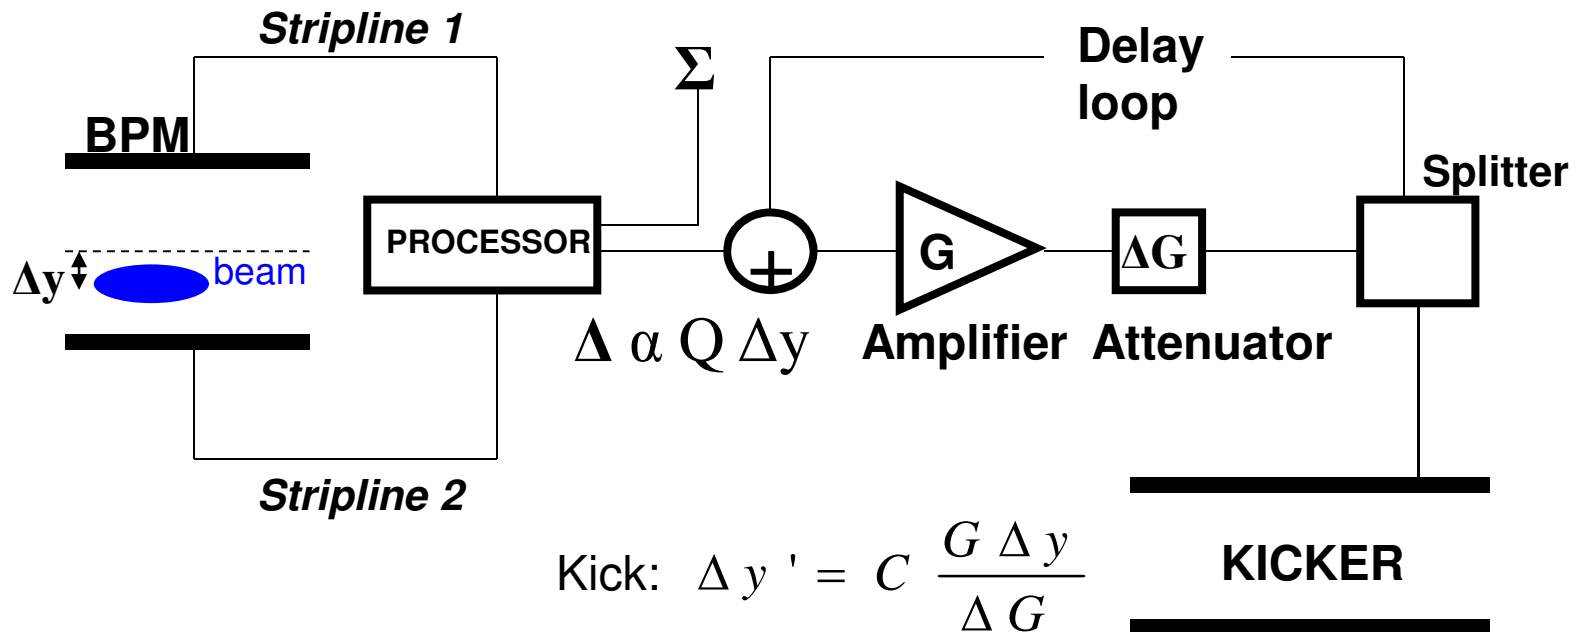 Stripline 1
BPM
Σ
Delay
loop
Splitter
PROCESSOR
+
G
ΔG
Δy
beam
Δ α Q Δy
Amplifier
Attenuator
Stripline 2
Kick: Δ y ' = C G Δ y / Δ G
KICKER